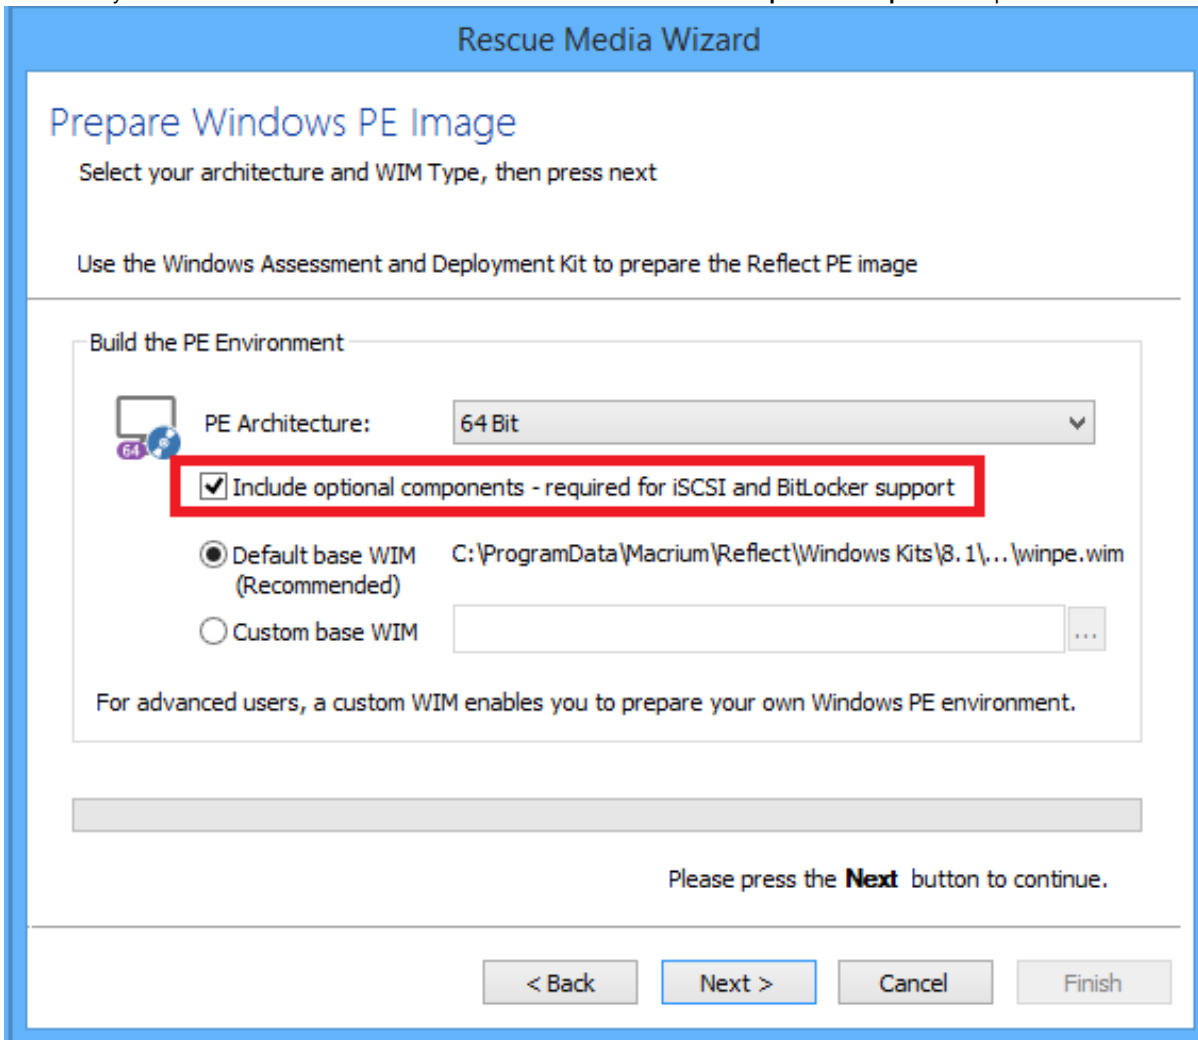 Rescue Media Wizard
Prepare Windows PE Image
Select your architecture and WIM Type, then press next
Use the Windows Assessment and Deployment Kit to prepare the Reflect PE image
Build the PE Environment
64
PE Architecture:
64 Bit
Include optional components - required for iSCSI and BitLocker support
Default base WIM
(Recommended)
C:\ProgramData\Macrium\Reflect\Windows Kits\8.1\...\winpe.wim
Custom base WIM
...
For advanced users, a custom WIM enables you to prepare your own Windows PE environment.
Please press the Next button to continue.
< Back
Next >
Cancel
Finish